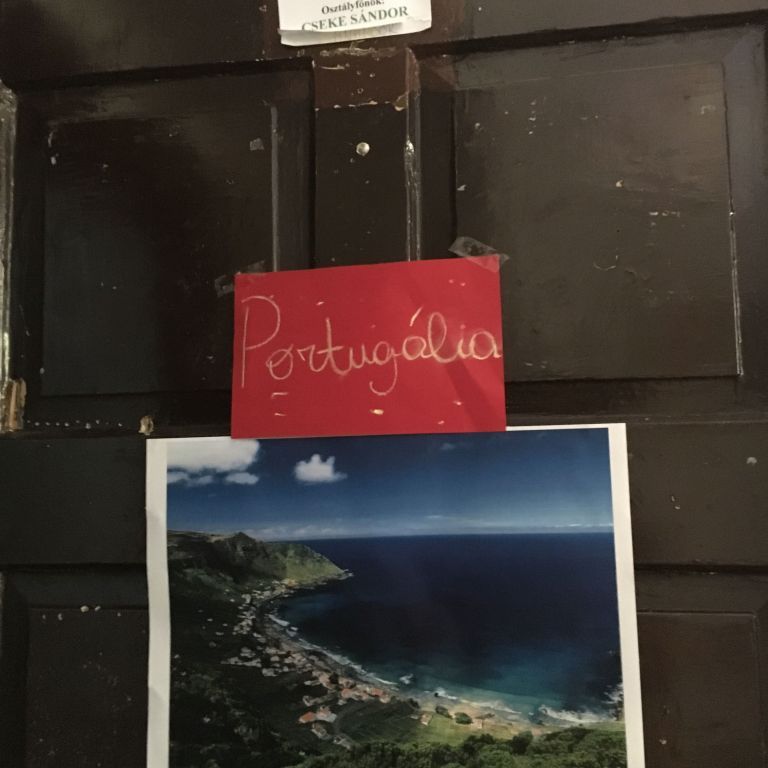 Osztályfőnök:
CSEKE SÁNDOR
Portugália